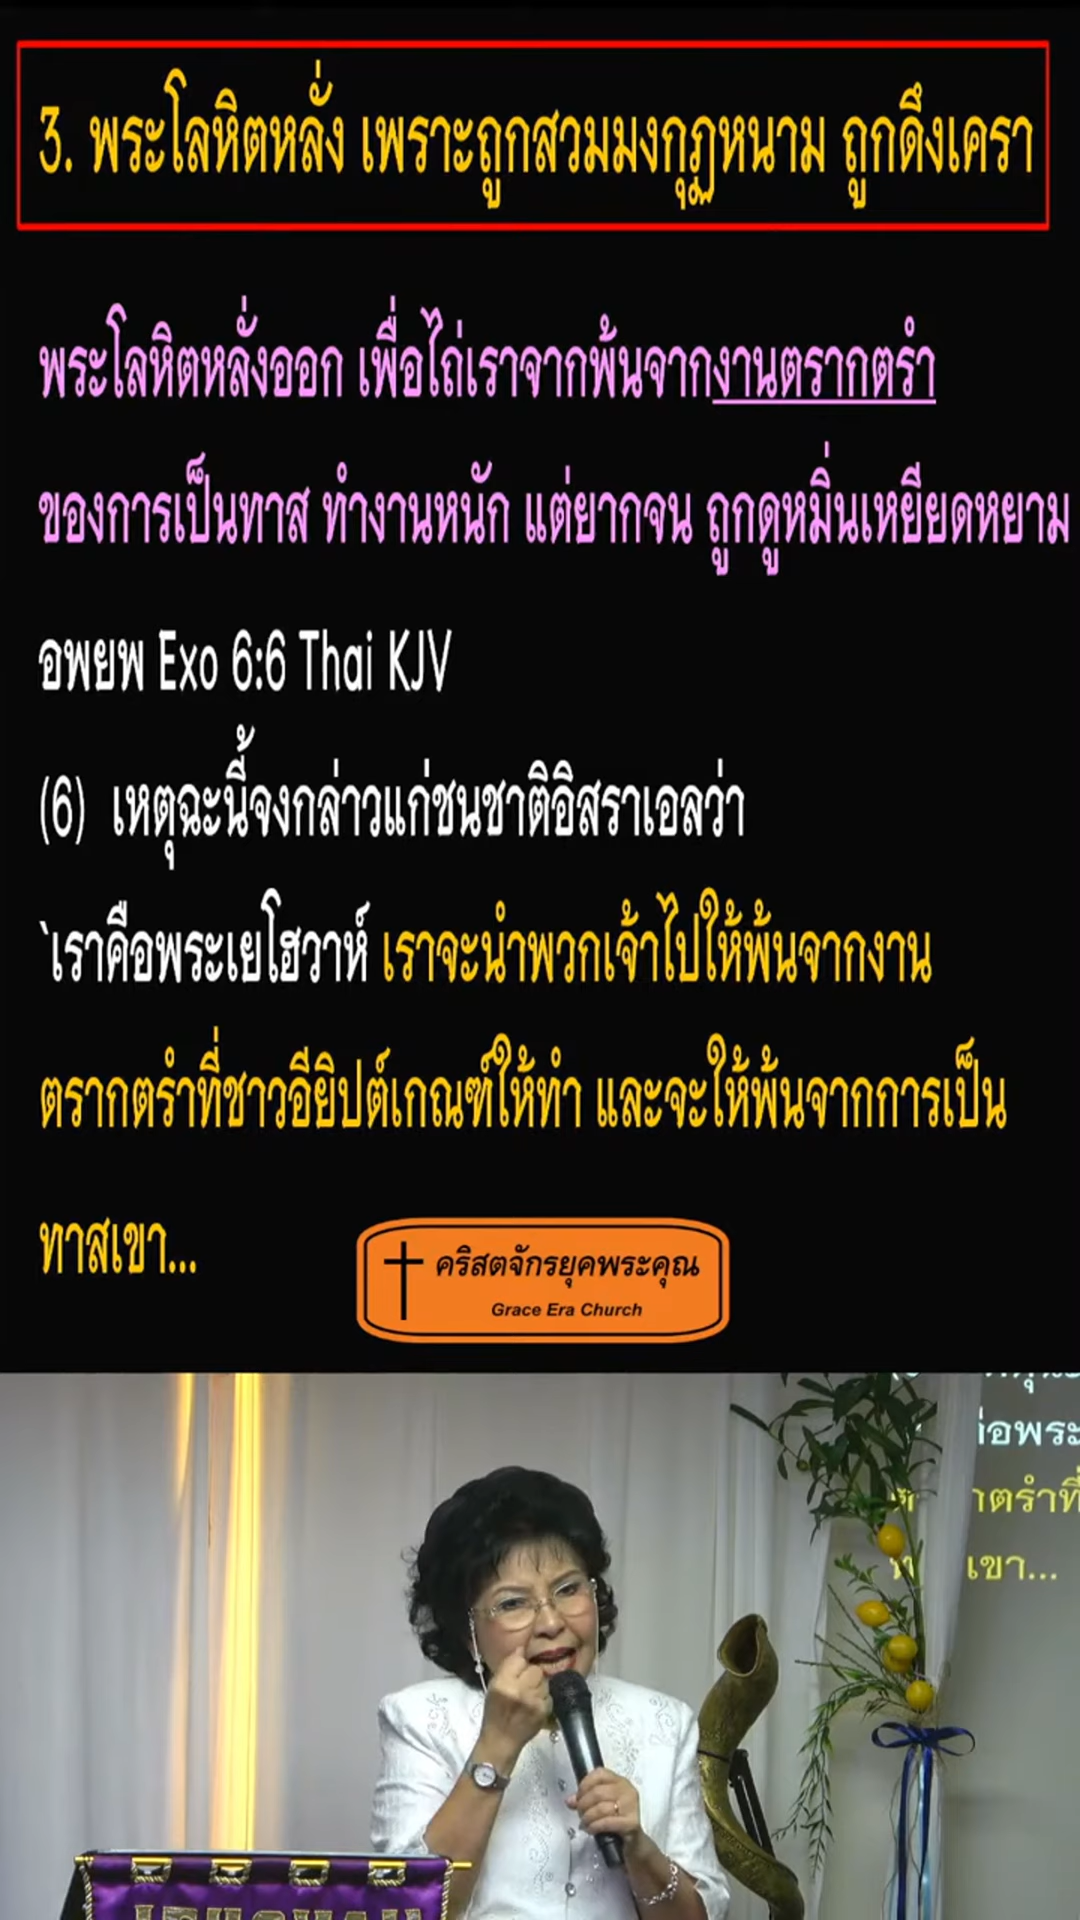 3. พระโลหิตหลั่ง เพราะถูกสวมมงกุฎหนาม ถูกดึงเครา
พระโลหิตหลั่งออก เพื่อไถ่เราจากพ้นจากงานตรากตรำ
ของการเป็นทาส ทำงานหนัก แต่ยากจน ถูกดูหมิ่นเหยียดหยาม
อพยพ Exo 6:6 Thai KJV
(6) เหตุฉะนี้จงกล่าวแก่ชนชาติอิสราเอลว่า
`เราคือพระเยโฮวาห์ เราจะนำพวกเจ้าไปให้พ้นจากงาน
ตรากตรำที่ชาวอียิปต์เกณฑ์ให้ทำ และจะให้พ้นจากการเป็น
ทาสเขา...
คริสตจักรยุคพระคุณ
Grace Era Church
เขา...